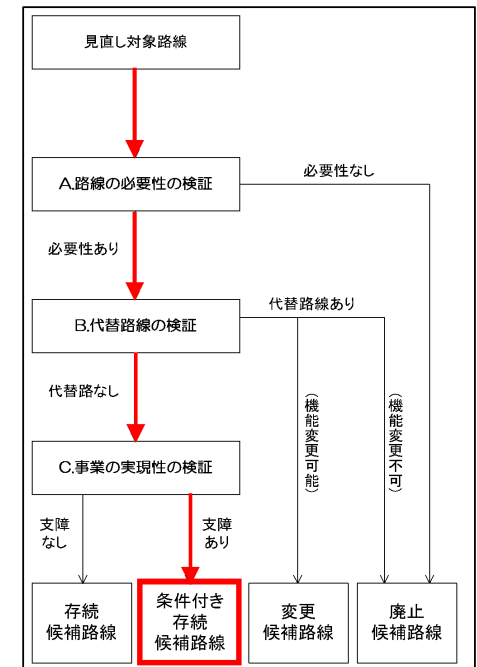 見直し対象路線
A.路線の必要性の検証
必要性なし
必要性あり
B.代替路線の検証
代替路線あり
代替路なし
（機能変更可能）
（機能変更不可）
C.事業の実現性の検証
支障
なし
支障
あり
存続
候補路線
条件付き
存続
候補路線
変更
候補路線
廃止
候補路線